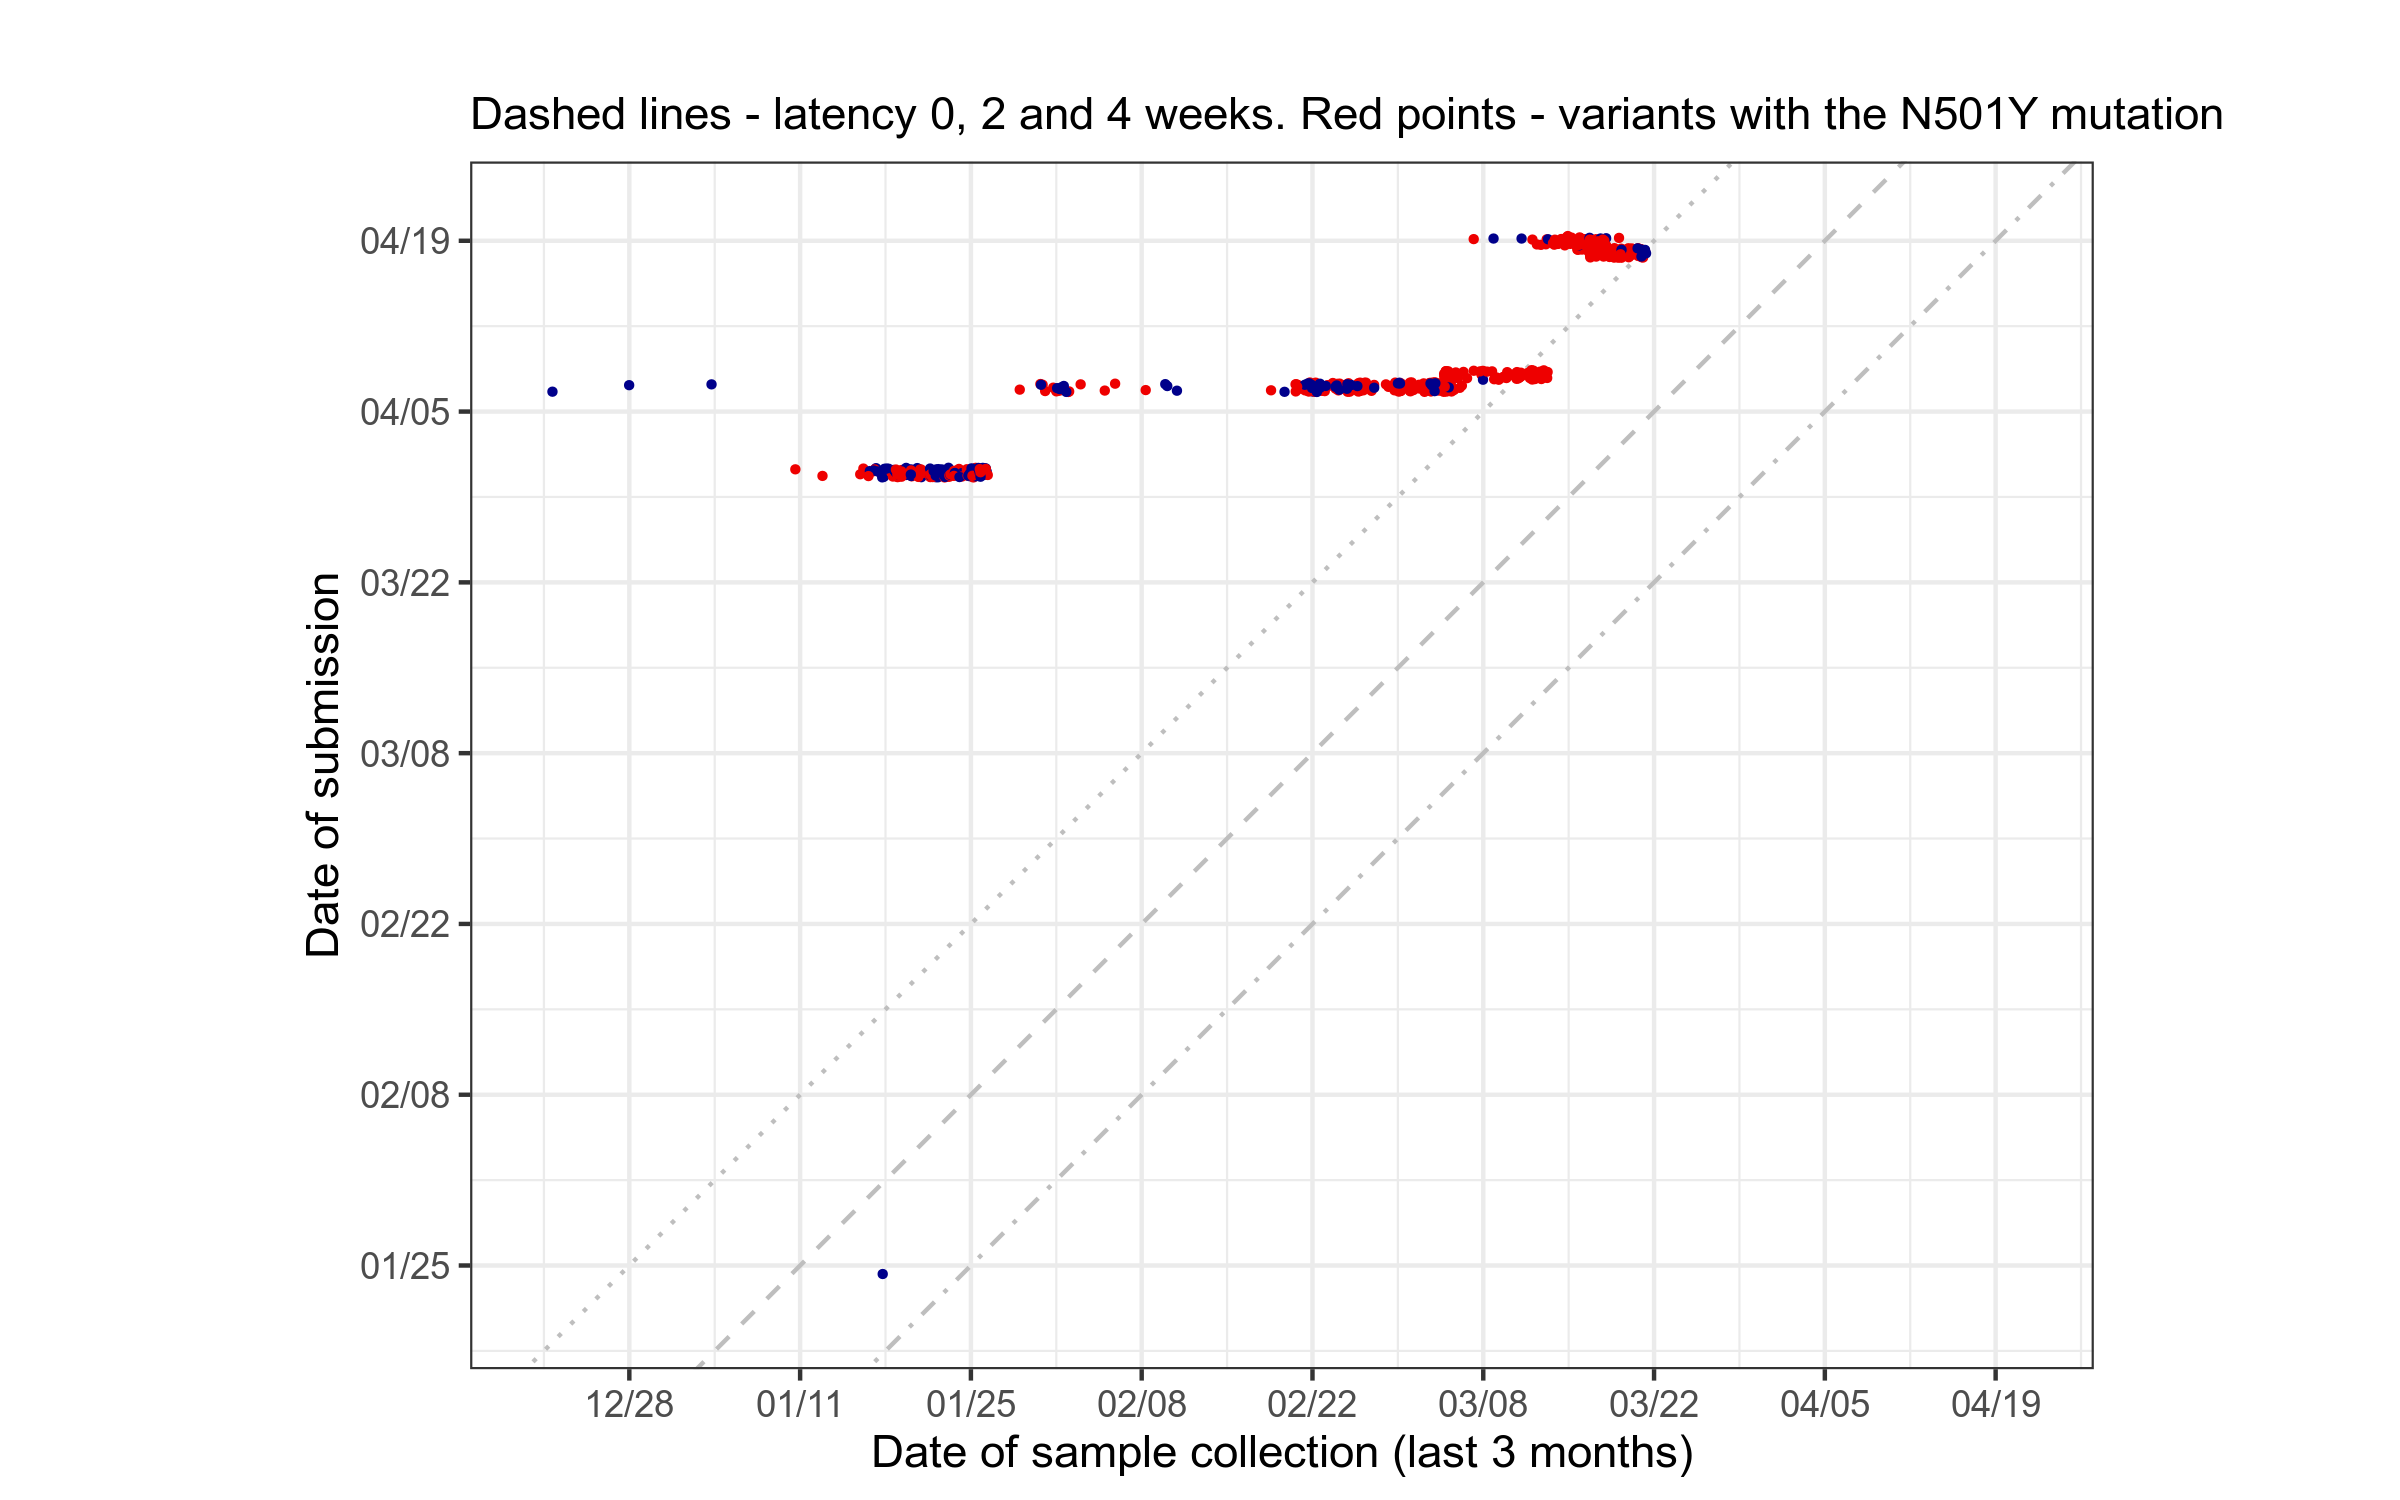 Dashed lines - latency 0, 2 and 4 weeks. Red points - variants with the N501Y mutation
04/19
04/05
03/22
03/08
02/22
02/08
01/25
Date of submission
12/28 01/11 01/25 02/08 02/22 03/08 03/22 04/05 04/19
Date of sample collection (last 3 months)